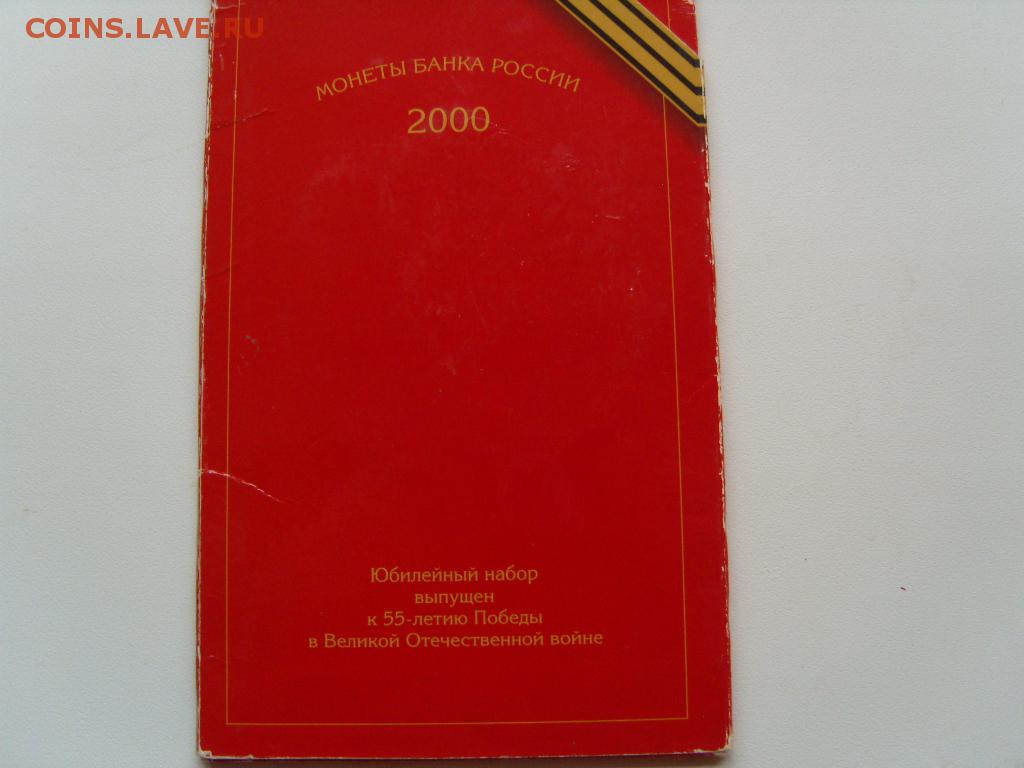 COINS.LAVE.RU
МОНЕТЫ БАНКА РОССИИ
2000
Юбилейный набор
выпущен
к 55-летию Победы
в Великой Отечественной войне